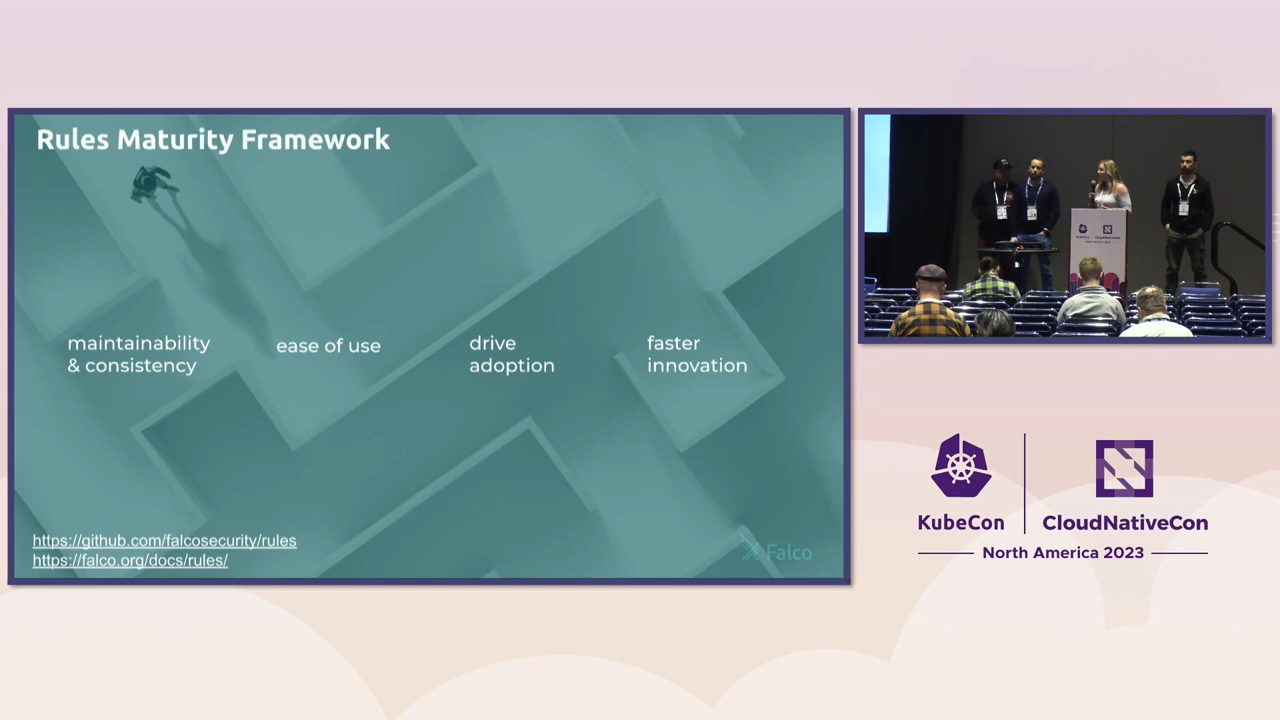 Rules Maturity Framework
maintainability
& consistency
ease of use
drive
adoption
faster
innovation
https://github.com/falcosecurity/rules
https://falco.org/docs/rules/
Falco
KubeCon
CloudNativeCon
North America 2023